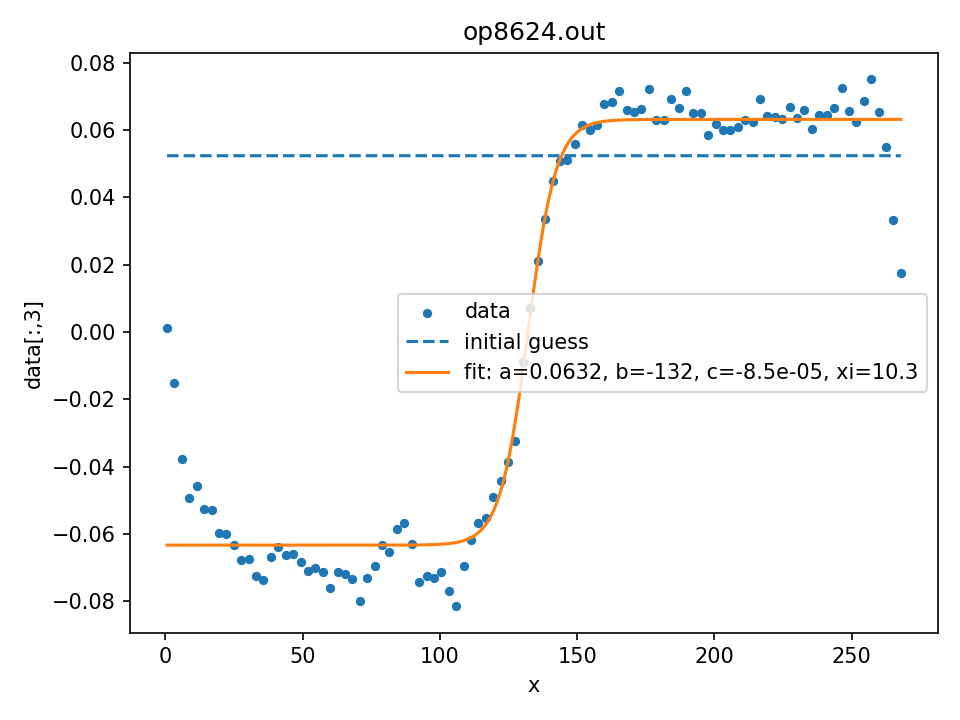 op8624.out
0.08
0.06
0.04
0.02
0.00
−0.02
−0.04
−0.06
−0.08
data[:,3]
data
initial guess
fit: a=0.0632, b=-132, c=-8.5e-05, xi=10.3
0 50 100 150 200 250
x